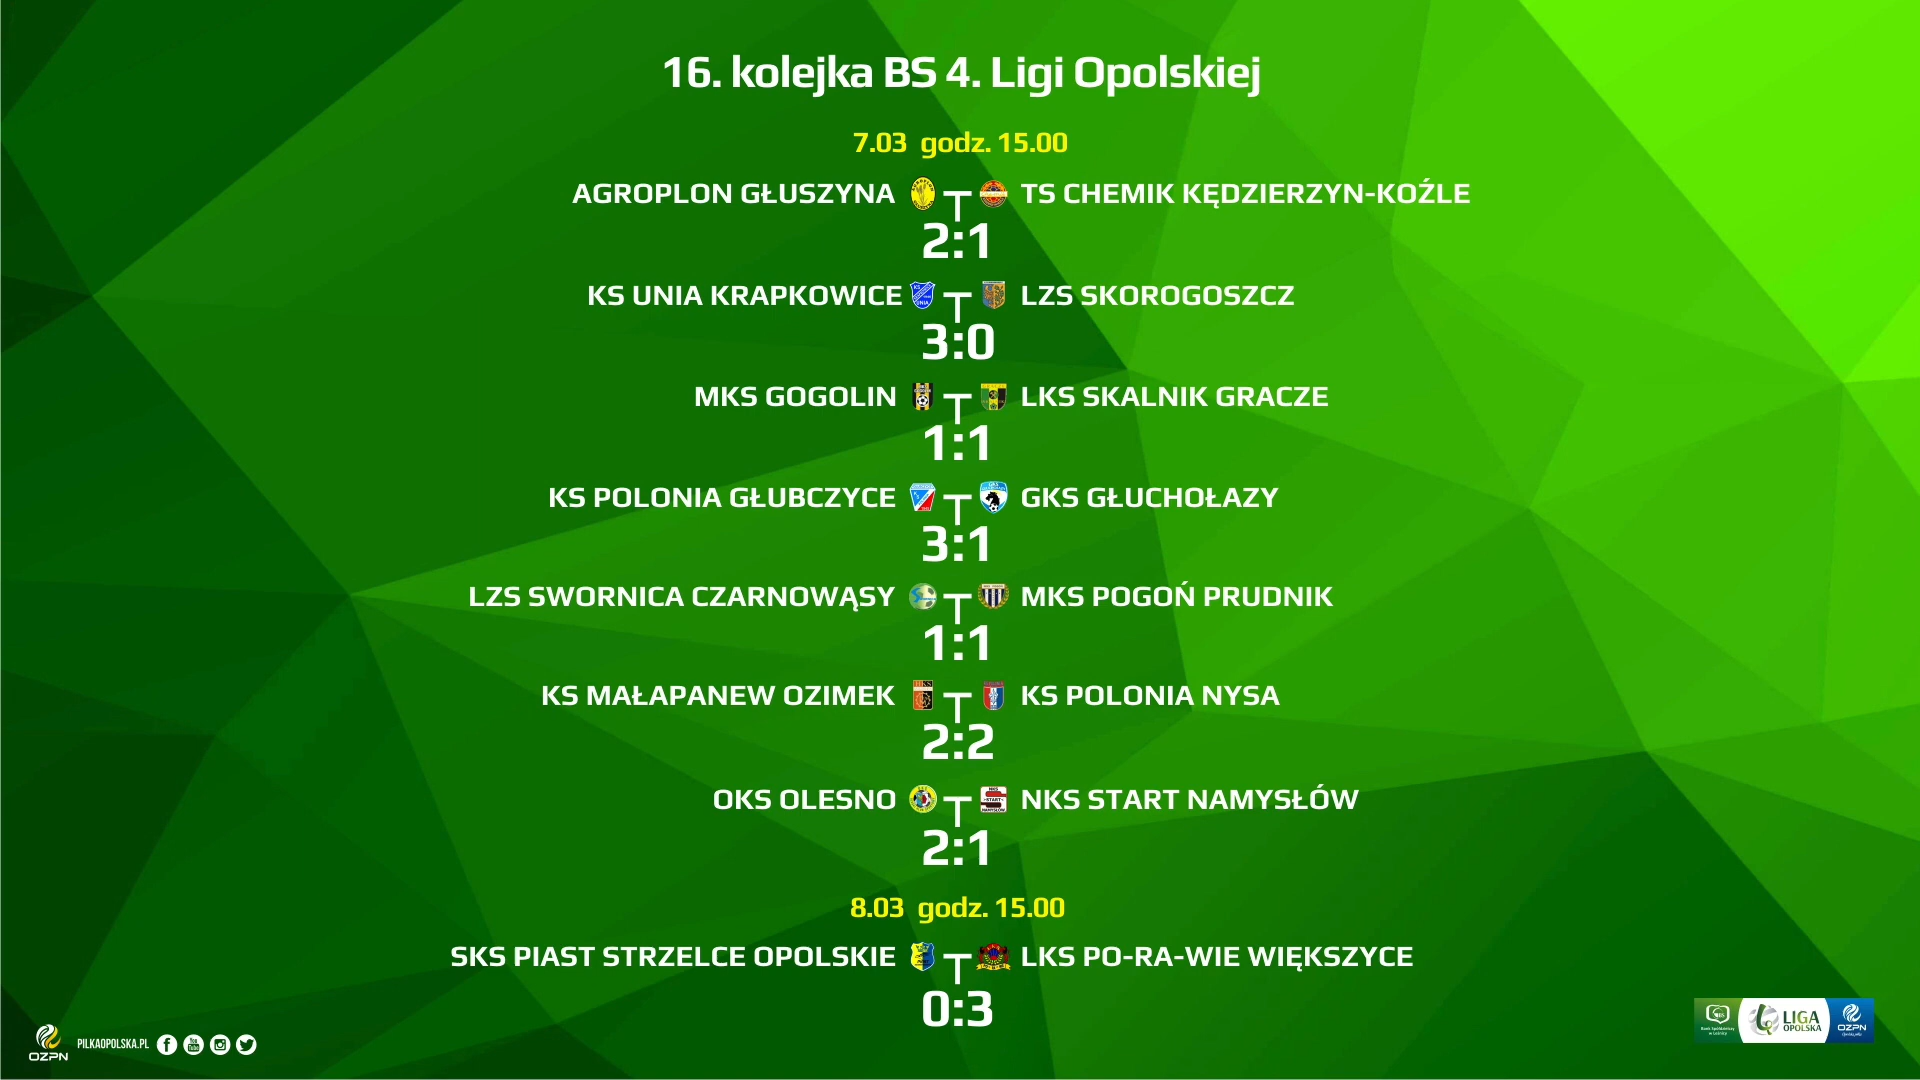 16. kolejka BS 4. Ligi Opolskiej
7.03 godz. 15.00
AGROPLON GŁUSZYNA - TS CHEMIK KĘDZIERZYN-KOŹLE
2:1
KS UNIA KRAPKOWICE - LZS SKOROGOSZCZ
3:0
MKS GOGOLIN - LKS SKALNIK GRACZE
1:1
KS POLONIA GŁUBCZYCE - GKS GŁUCHOŁAZY
3:1
LZS SWORNICA CZARNOWĄSY - MKS POGOŃ PRUDNIK
1:1
KS MAŁAPANEW OZIMEK - KS POLONIA NYSA
2:2
OKS OLESNO - NKS START NAMYSŁÓW
2:1
8.03 godz. 15.00
SKS PIAST STRZELCE OPOLSKIE - LKS PO-RA-WIE WIĘKSZYCE
0:3
OZPN PILKAOPOLSKA.PL
LIGA OPOLSKA
OZPN